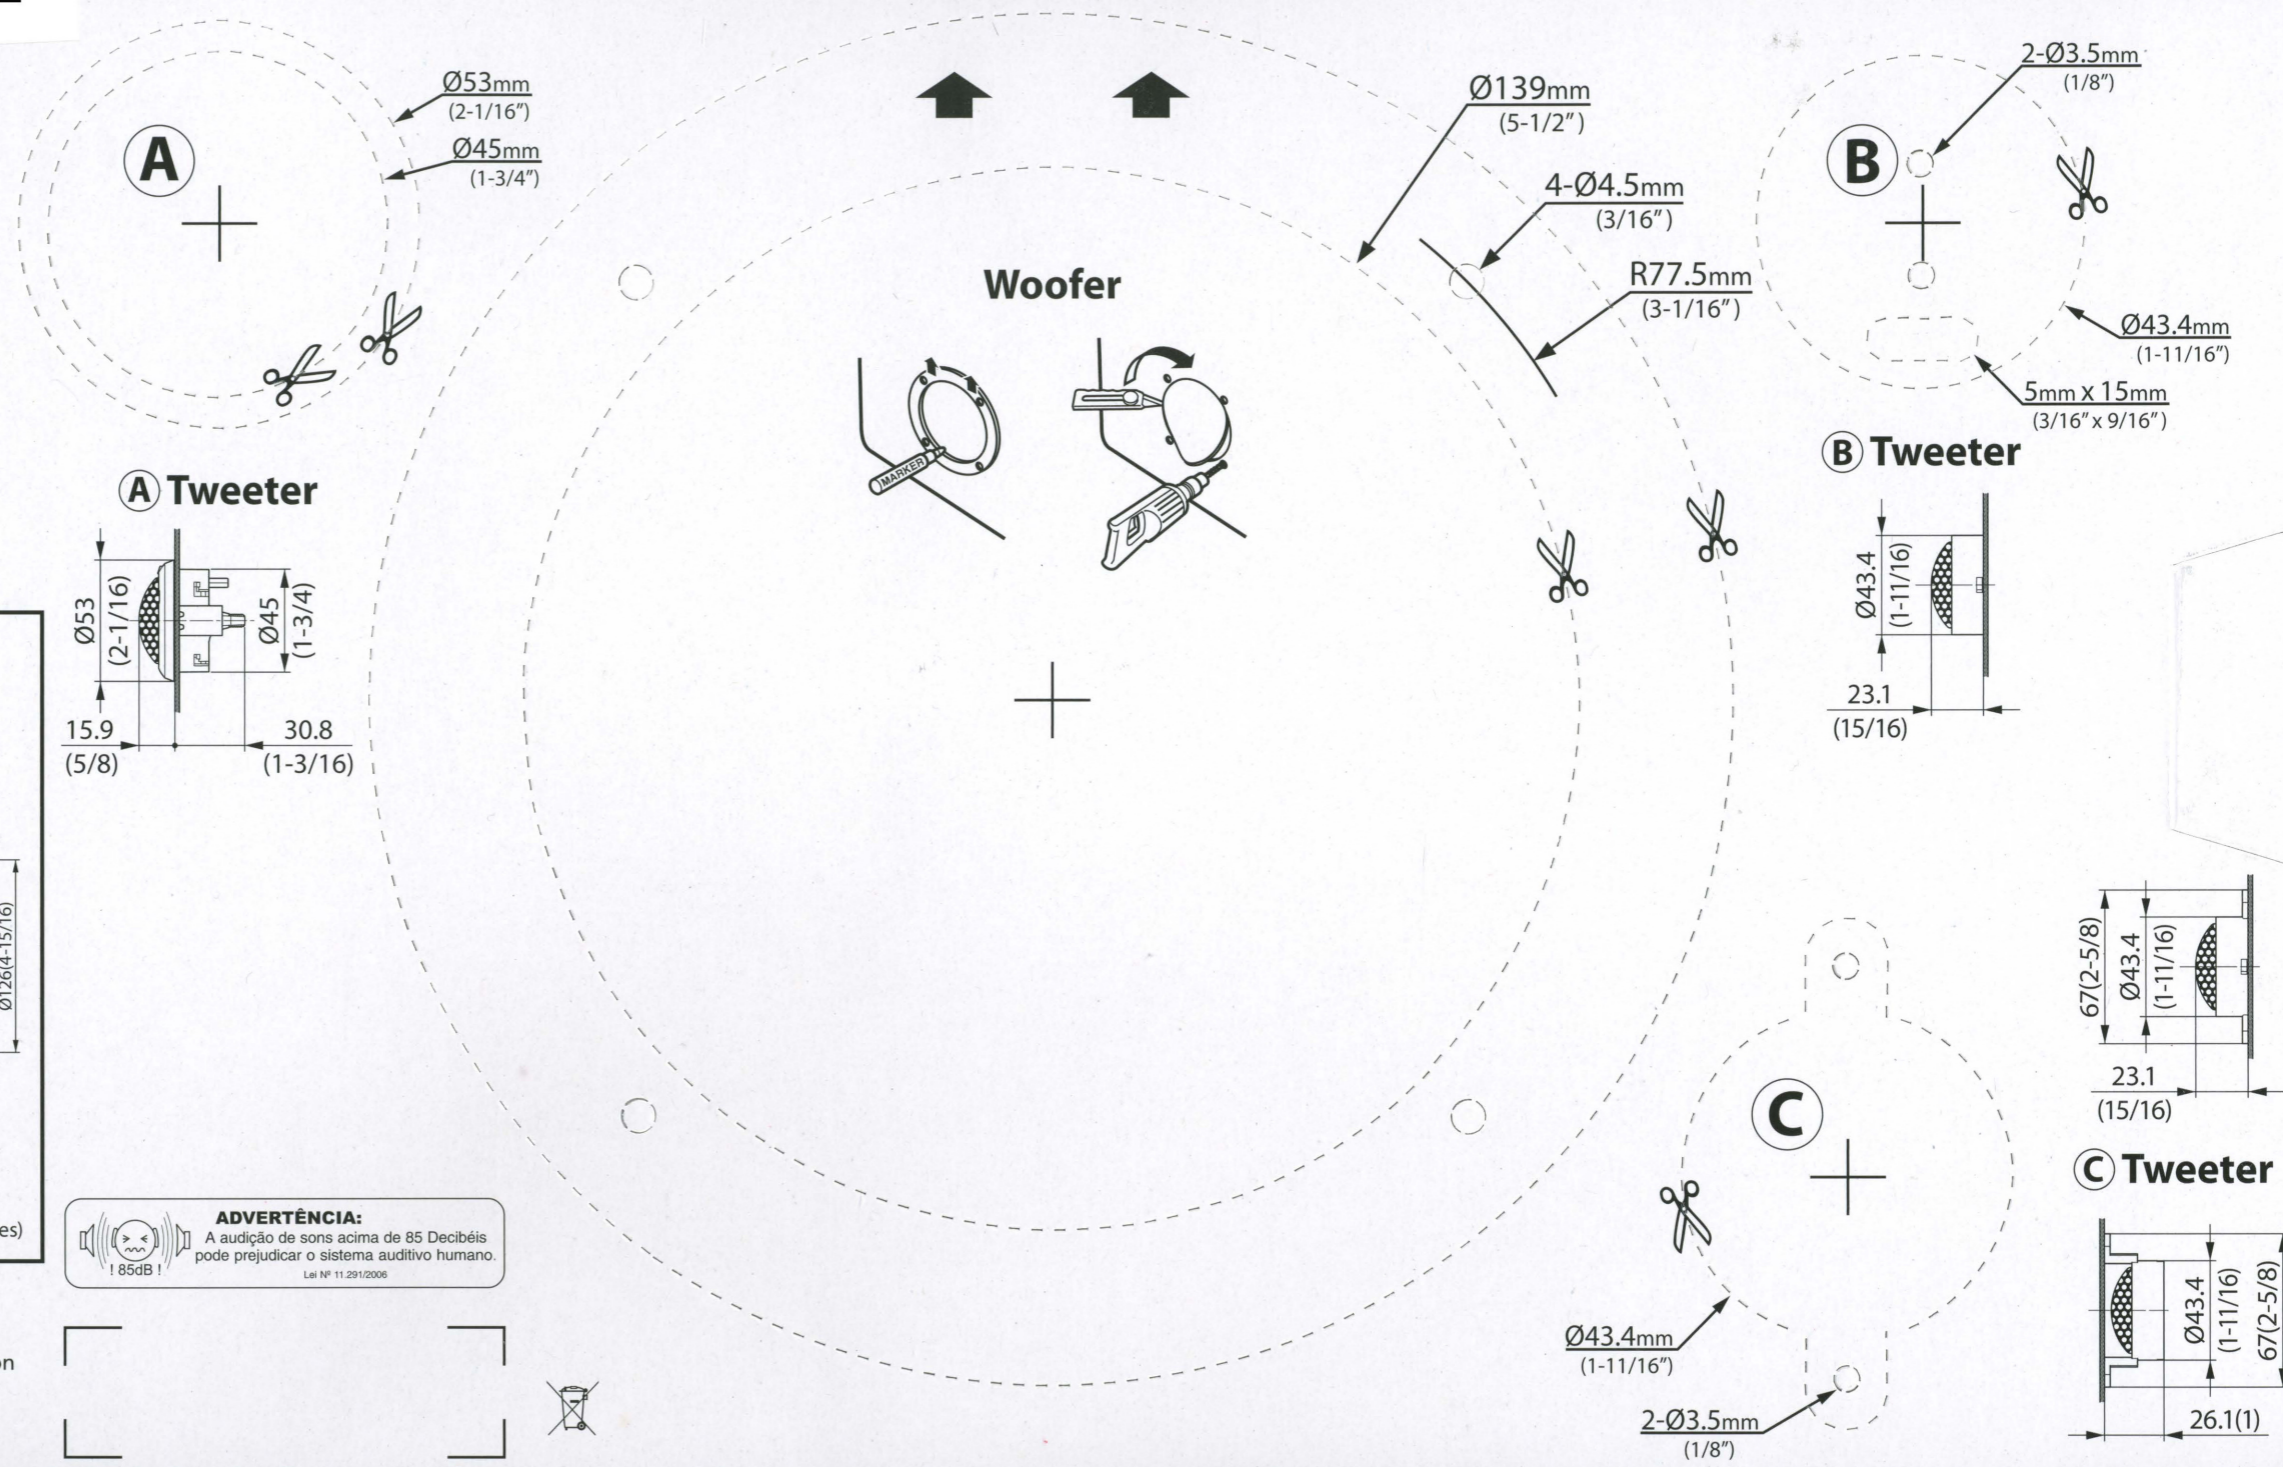 Ø53mm
(2-1/16")
Ø45mm
(1-3/4")
A
A Tweeter
Ø53
(2-1/16)
Ø45
(1-3/4)
15.9
(5/8)
30.8
(1-3/16)
Ø126(4-15/16)
es)
on
ADVERTÊNCIA:
A audição de sons acima de 85 Decibéis
pode prejudicar o sistema auditivo humano.
Lei Nº 11.291/2006
! 85dB !
Woofer
MARKER
Ø139mm
(5-1/2")
4-Ø4.5mm
(3/16")
R77.5mm
(3-1/16")
B
2-Ø3.5mm
(1/8")
Ø43.4mm
(1-11/16")
5mm x 15mm
(3/16" x 9/16")
B Tweeter
Ø43.4
(1-11/16)
23.1
(15/16)
67(2-5/8)
Ø43.4
(1-11/16)
23.1
(15/16)
C
Ø43.4mm
(1-11/16")
2-Ø3.5mm
(1/8")
C Tweeter
Ø43.4
(1-11/16)
67(2-5/8)
26.1(1)